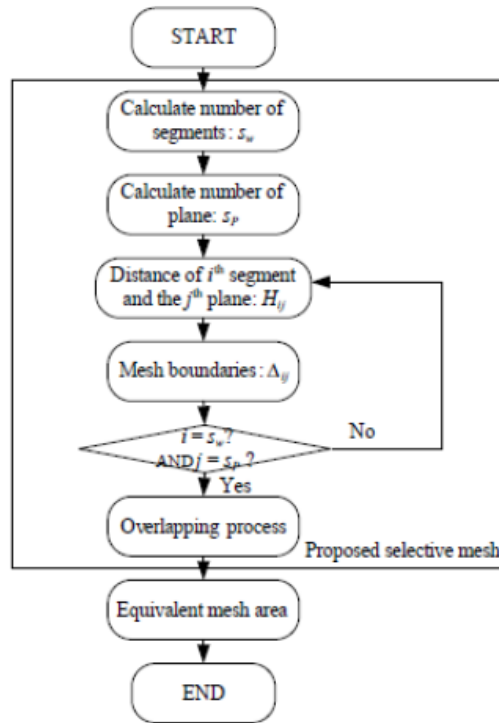 START
Calculate number of
segments: s_w
Calculate number of
plane: s_P
Distance of i^th segment
and the j^th plane: H_ij
Mesh boundaries: Δ_ij
i = s_w?
AND j = s_P ?
No
Yes
Overlapping process
Proposed selective mesh
Equivalent mesh area
END